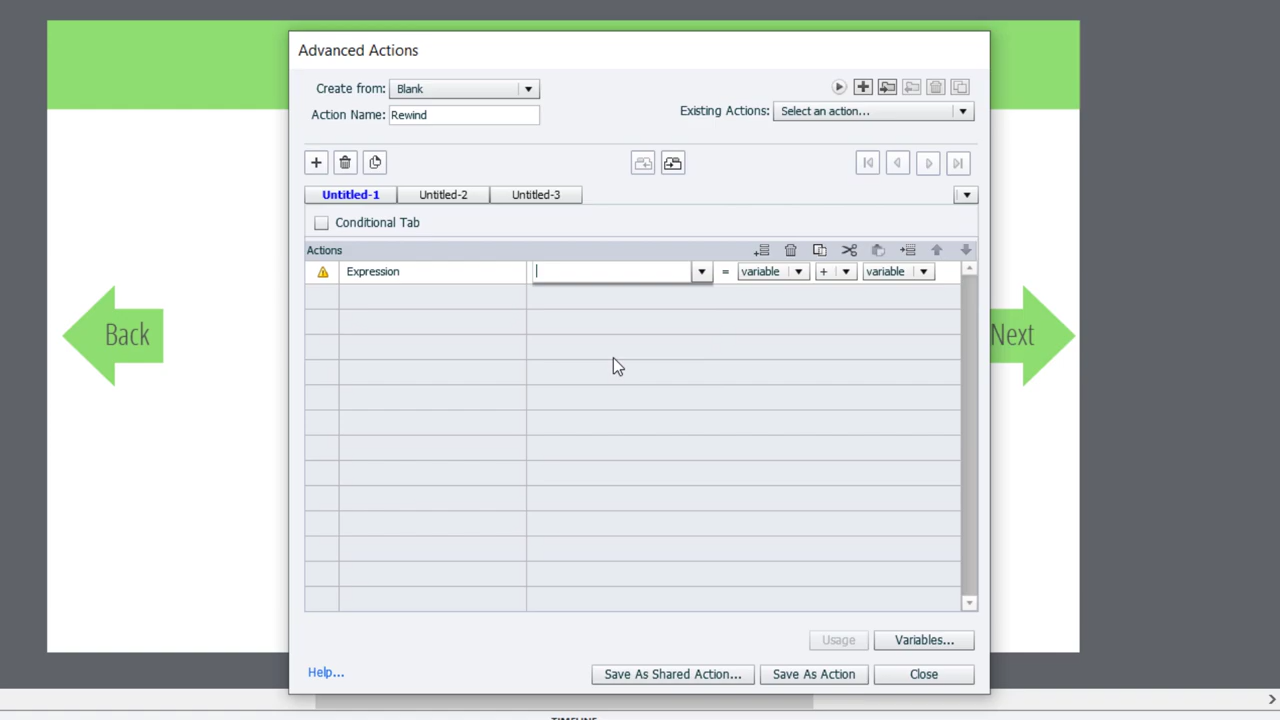 Advanced Actions
Create from: Blank
Action Name: Rewind
Existing Actions: Select an action...
Untitled-1 Untitled-2 Untitled-3
Conditional Tab
Actions
Expression = variable + variable
Back
Next
Usage Variables...
Help... Save As Shared Action... Save As Action Close